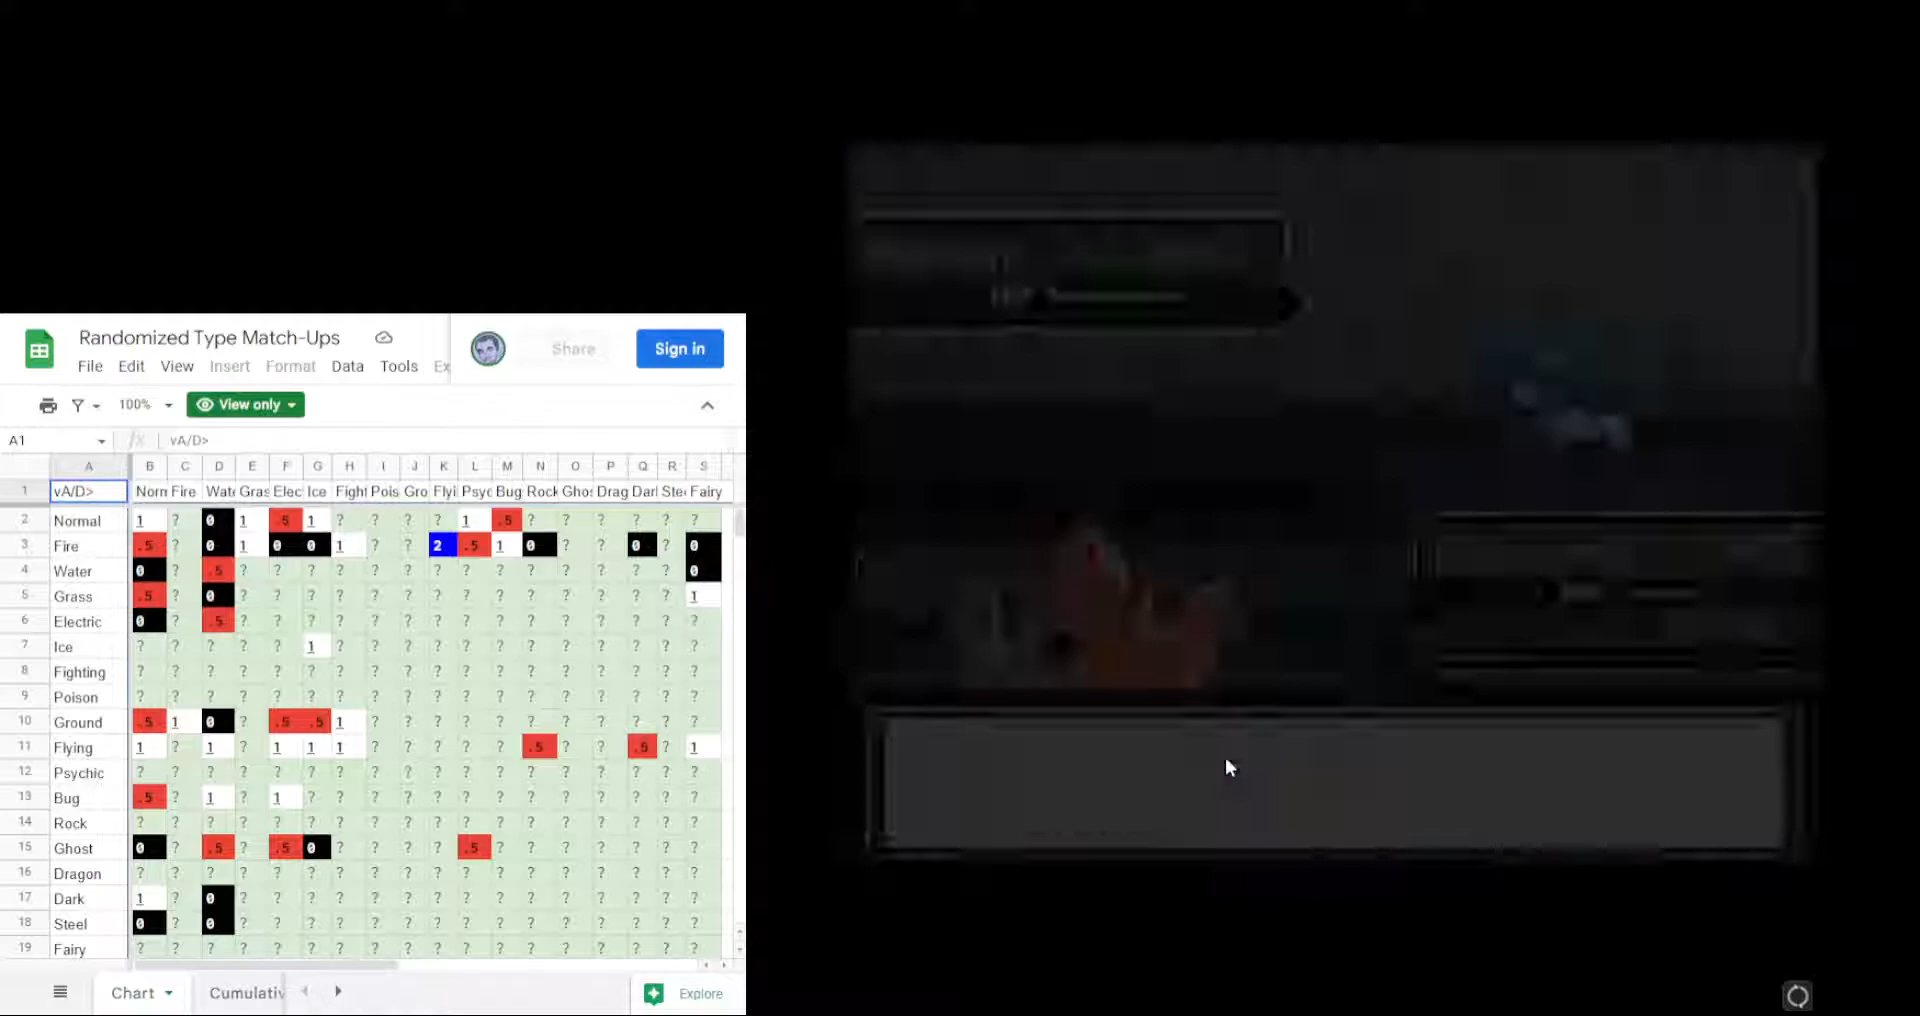 Randomized Type Match-Ups
Share
Sign in
File Edit View Insert Format Data Tools Ex
100%
View only
A1
vA/D>
A B C D E F G H I J K L M N O P Q R S
1 vA/D> Norn Fire Wate Gras Elec Ice Fight Pois Gro Flyi Psyc Bug Rock Ghos Drag Darl Stee Fairy
2 Normal 1 ? 0 1 .5 1 ? ? ? ? 1 .5 ? ? ? ? ? ?
3 Fire .5 ? 0 1 0 0 1 ? ? 2 .5 1 0 ? ? 0 ? 0
4 Water 0 ? .5 ? ? ? ? ? ? ? ? ? ? ? ? ? ? 0
5 Grass .5 ? 0 ? ? ? ? ? ? ? ? ? ? ? ? ? ? 1
6 Electric 0 ? .5 ? ? ? ? ? ? ? ? ? ? ? ? ? ? ?
7 Ice ? ? ? ? ? 1 ? ? ? ? ? ? ? ? ? ? ? ?
8 Fighting ? ? ? ? ? ? ? ? ? ? ? ? ? ? ? ? ? ?
9 Poison ? ? ? ? ? ? ? ? ? ? ? ? ? ? ? ? ? ?
10 Ground .5 1 0 ? .5 .5 1 ? ? ? ? ? ? ? ? ? ? ?
11 Flying 1 ? 1 ? 1 1 1 ? ? ? ? ? .5 ? ? .5 ? 1
12 Psychic ? ? ? ? ? ? ? ? ? ? ? ? ? ? ? ? ? ?
13 Bug .5 ? 1 ? 1 ? ? ? ? ? ? ? ? ? ? ? ? ?
14 Rock ? ? ? ? ? ? ? ? ? ? ? ? ? ? ? ? ? ?
15 Ghost 0 ? .5 ? .5 0 ? ? ? ? .5 ? ? ? ? ? ? ?
16 Dragon ? ? ? ? ? ? ? ? ? ? ? ? ? ? ? ? ? ?
17 Dark 1 ? 0 ? ? ? ? ? ? ? ? ? ? ? ? ? ? ?
18 Steel 0 ? 0 ? ? ? ? ? ? ? ? ? ? ? ? ? ? ?
19 Fairy ? ? ? ? ? ? ? ? ? ? ? ? ? ? ? ? ? ?
Chart Cumulativ Explore